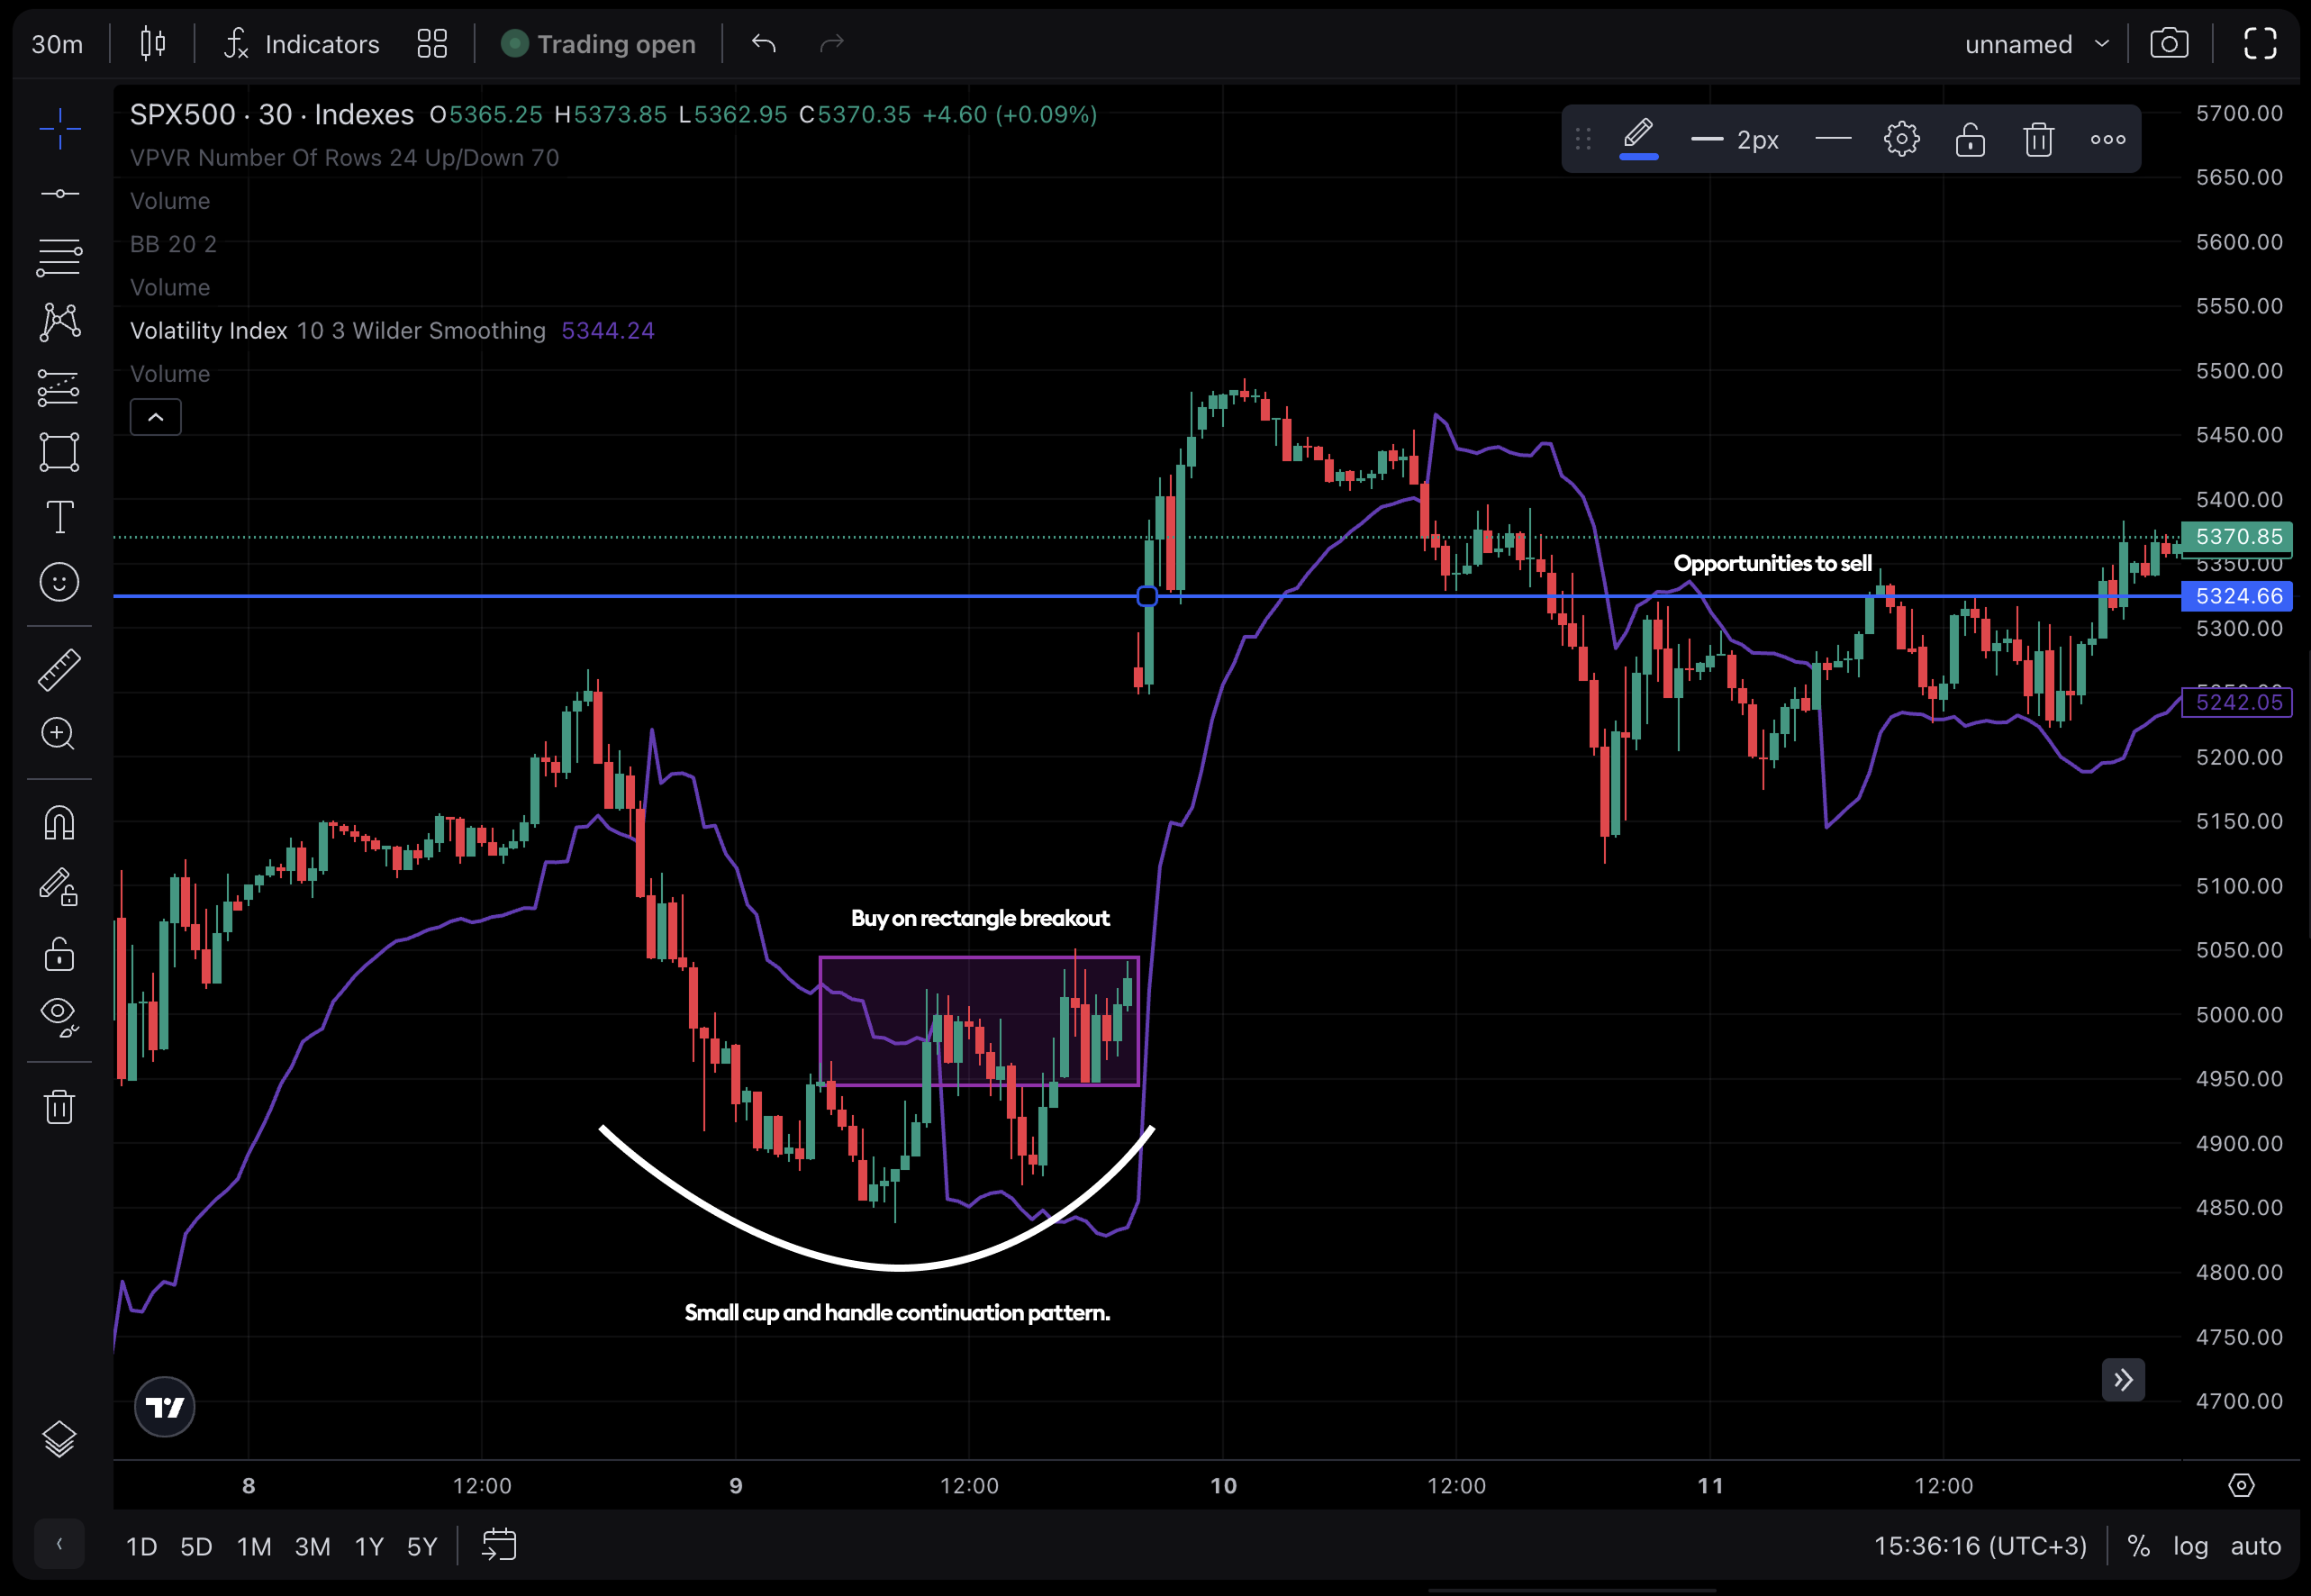 30m Indicators Trading open unnamed
SPX500 · 30 · Indexes O5365.25 H5373.85 L5362.95 C5370.35 +4.60 (+0.09%)
VPVR Number Of Rows 24 Up/Down 70
Volume
BB 20 2
Volume
Volatility Index 10 3 Wilder Smoothing 5344.24
Volume
2px
5700.00
5650.00
5600.00
5550.00
5500.00
5450.00
5400.00
5370.85
5350.00
5324.66
5300.00
5242.05
5200.00
5150.00
5100.00
5050.00
5000.00
4950.00
4900.00
4850.00
4800.00
4750.00
4700.00
Opportunities to sell
Buy on rectangle breakout
Small cup and handle continuation pattern.
8 12:00 9 12:00 10 12:00 11 12:00
1D 5D 1M 3M 1Y 5Y 15:36:16 (UTC+3) % log auto